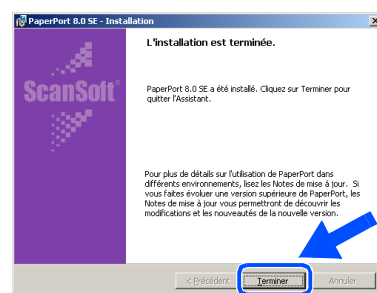 PaperPort 8.0 SE - Installation
L'installation est terminée.
ScanSoft®
PaperPort 8.0 SE a été installé. Cliquez sur Terminer pour
quitter l'Assistant.
Pour plus de détails sur l'utilisation de PaperPort dans
différents environnements, lisez les Notes de mise à jour. Si
vous faites évoluer une version supérieure de PaperPort, les
Notes de mise à jour vous permettront de découvrir les
modifications et les nouveautés de la nouvelle version.
< Précédent
Terminer
Annuler